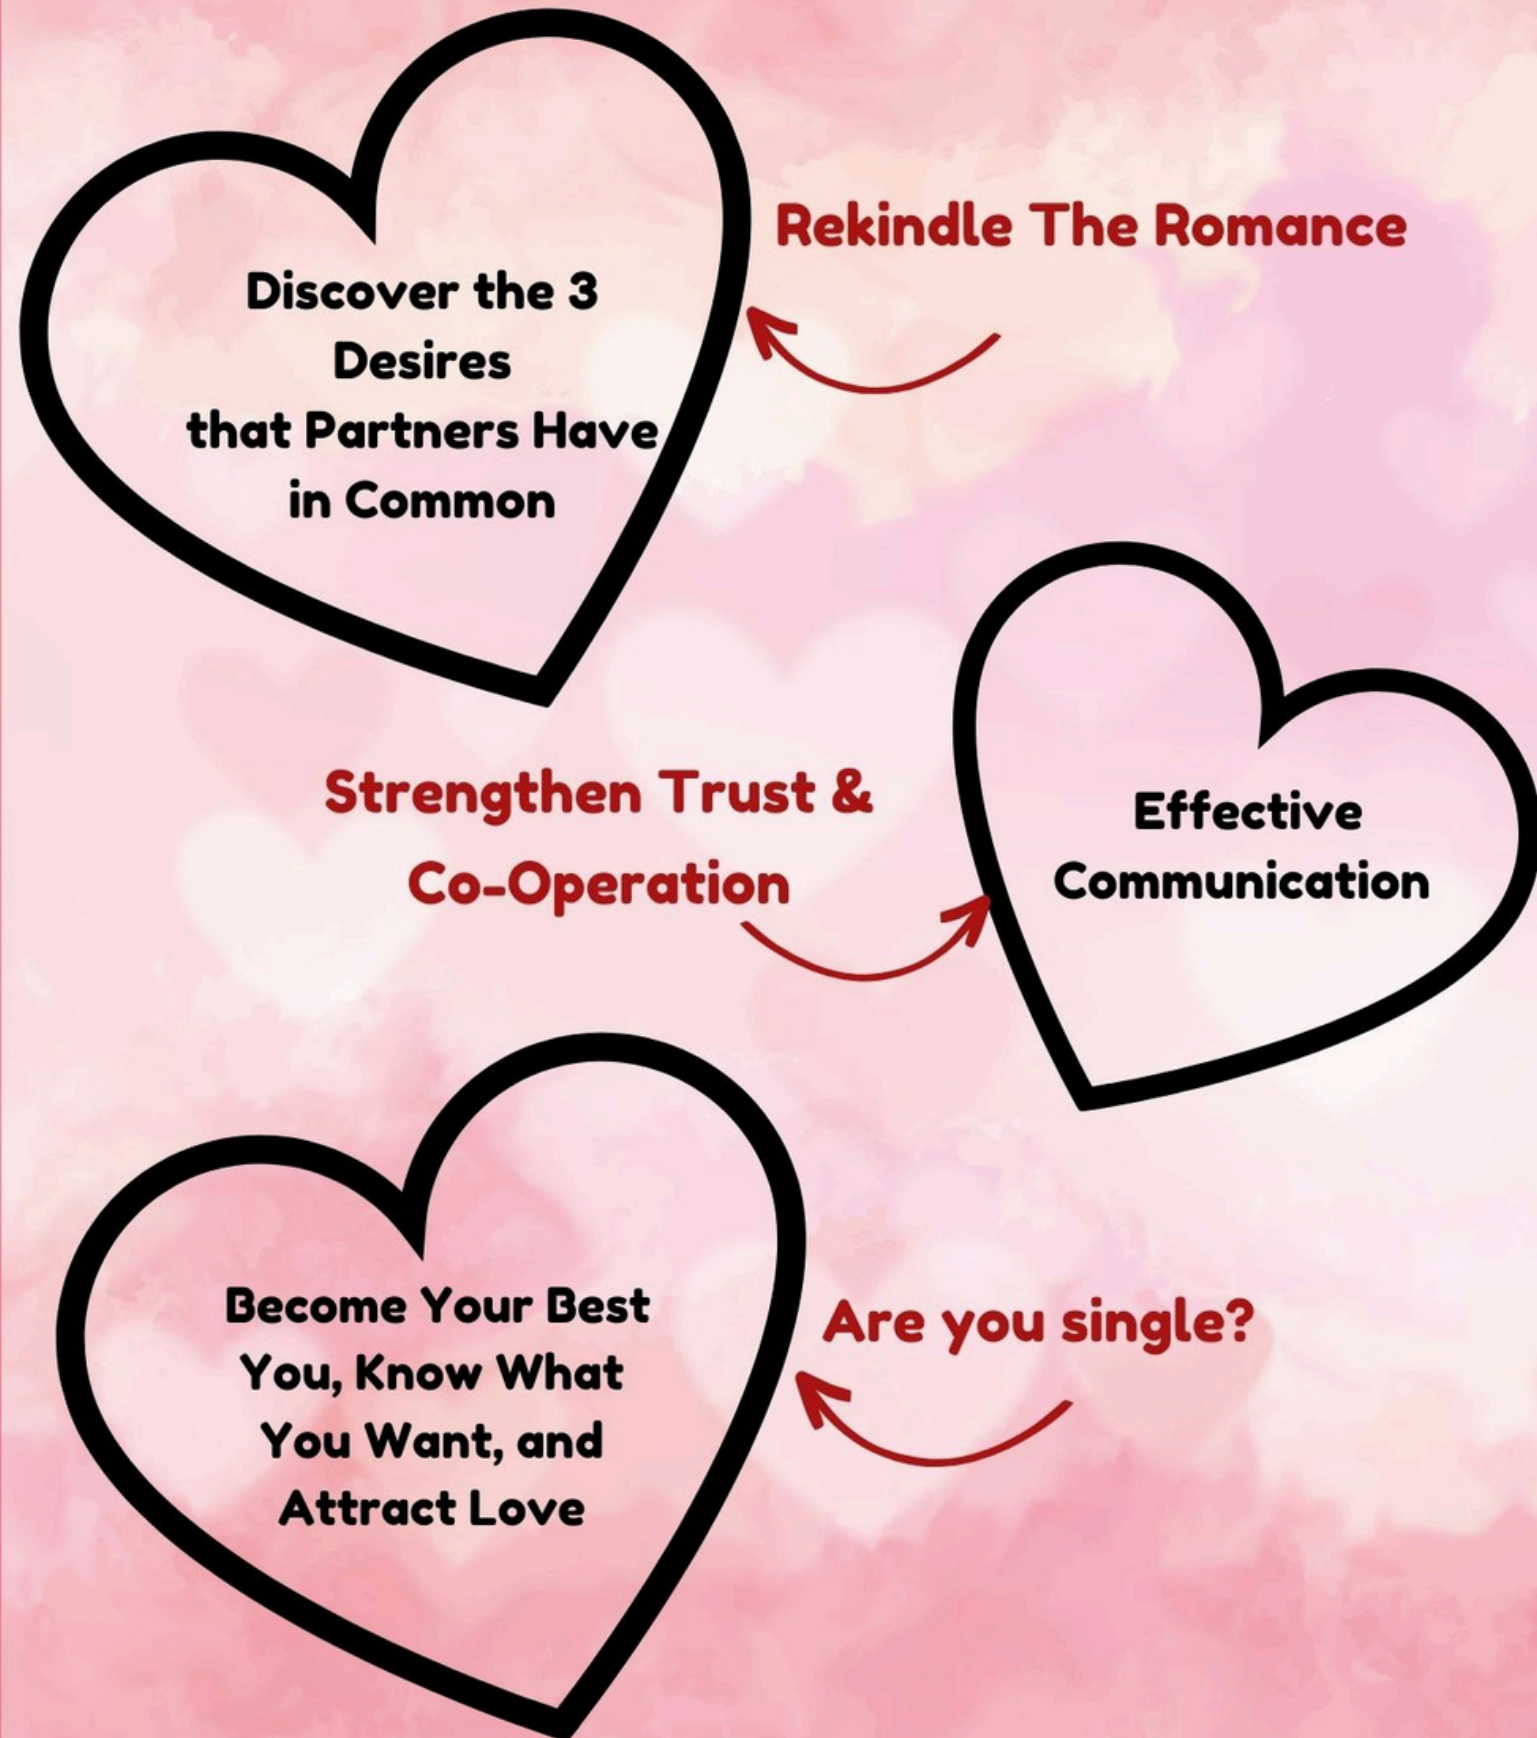 Rekindle The Romance
Discover the 3
Desires
that Partners Have
in Common
Strengthen Trust &
Co-Operation
Effective
Communication
Are you single?
Become Your Best
You, Know What
You Want, and
Attract Love